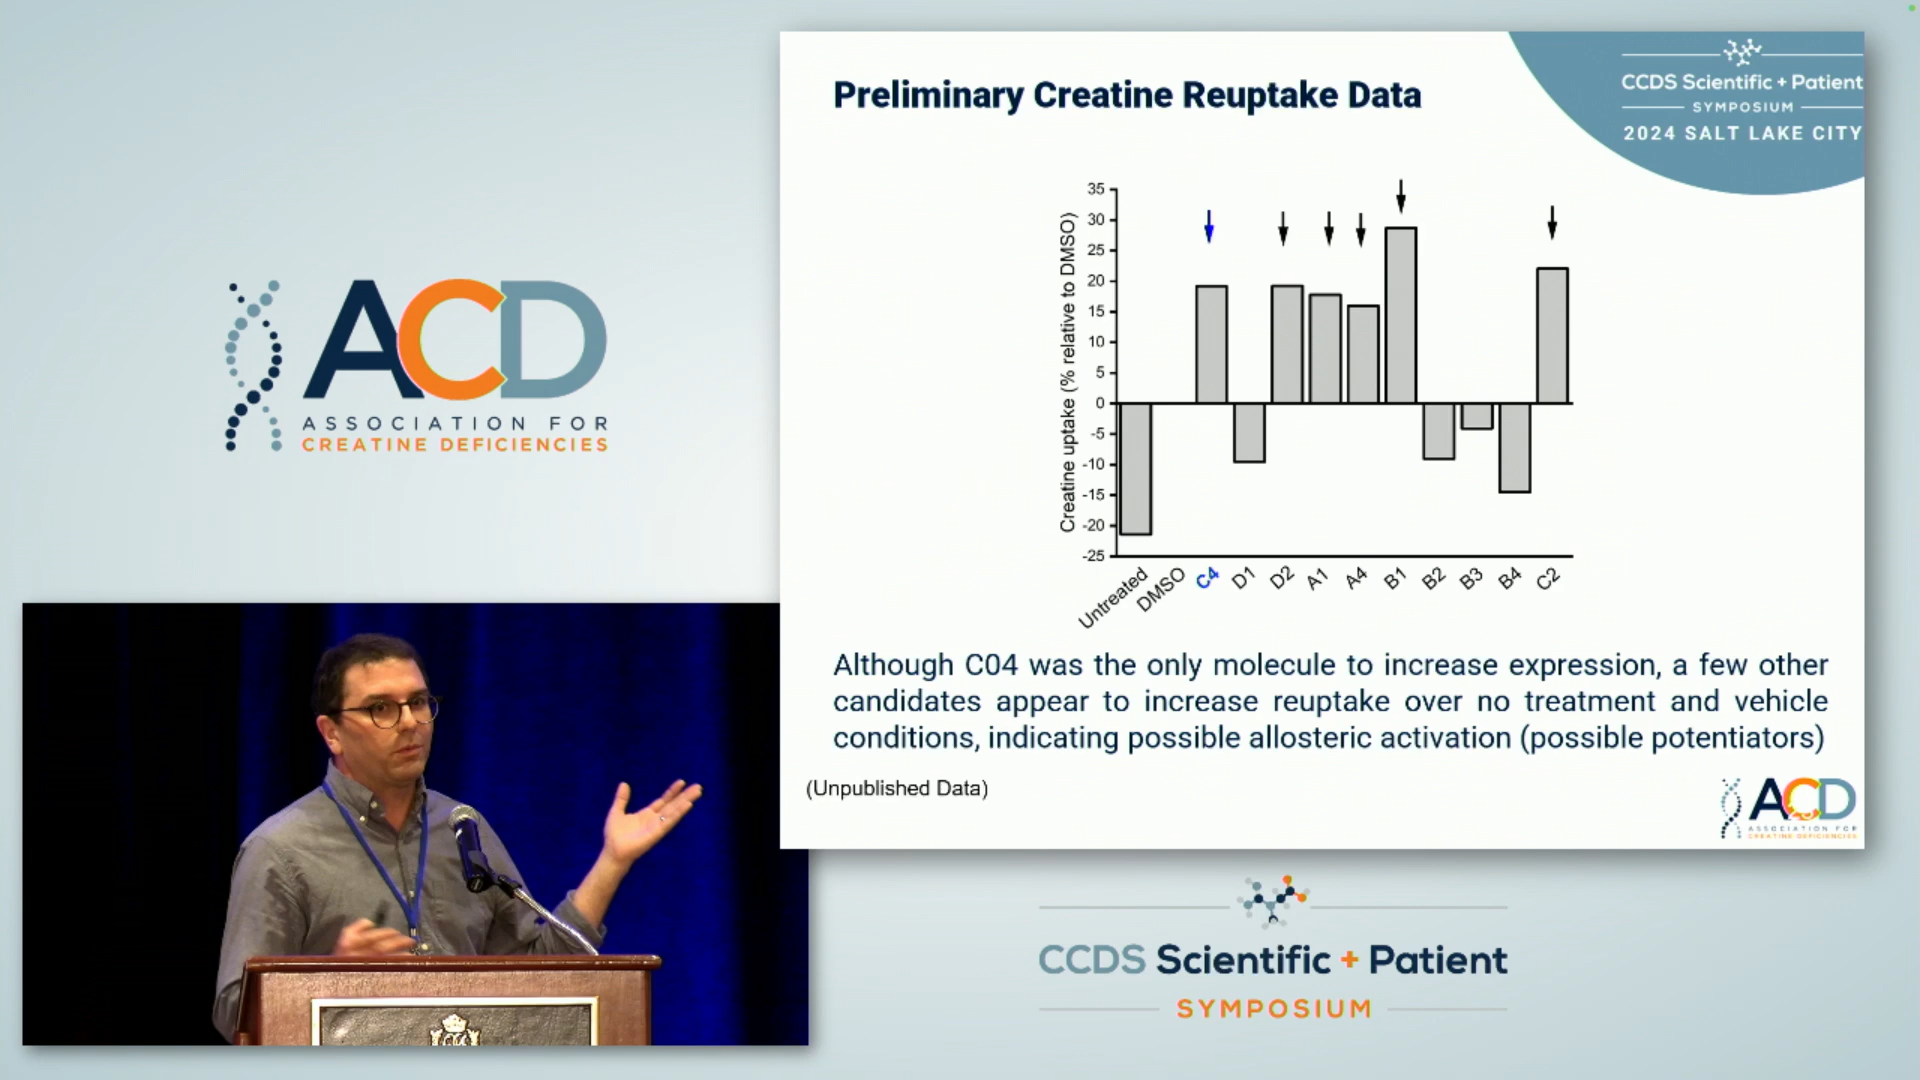 Preliminary Creatine Reuptake Data
CCDS Scientific + Patient
SYMPOSIUM
2024 SALT LAKE CITY
Creatine uptake (% relative to DMSO)
35
30
25
20
15
10
5
0
-5
-10
-15
-20
-25
Untreated
DMSO
C4
D1
D2
A1
A4
B1
B2
B3
B4
C2
Although C04 was the only molecule to increase expression, a few other
candidates appear to increase reuptake over no treatment and vehicle
conditions, indicating possible allosteric activation (possible potentiators)
(Unpublished Data)
ACD
ASSOCIATION FOR
CREATINE DEFICIENCIES
ACD
ASSOCIATION FOR
CREATINE DEFICIENCIES
CCDS Scientific + Patient
SYMPOSIUM